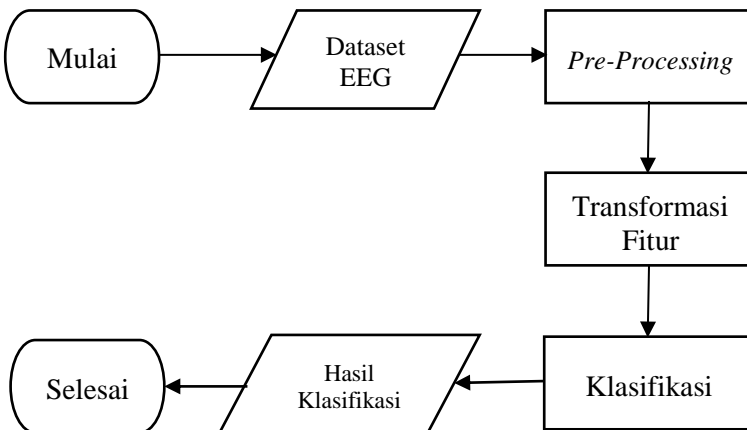 Mulai
Dataset
EEG
Pre-Processing
Transformasi
Fitur
Klasifikasi
Hasil
Klasifikasi
Selesai